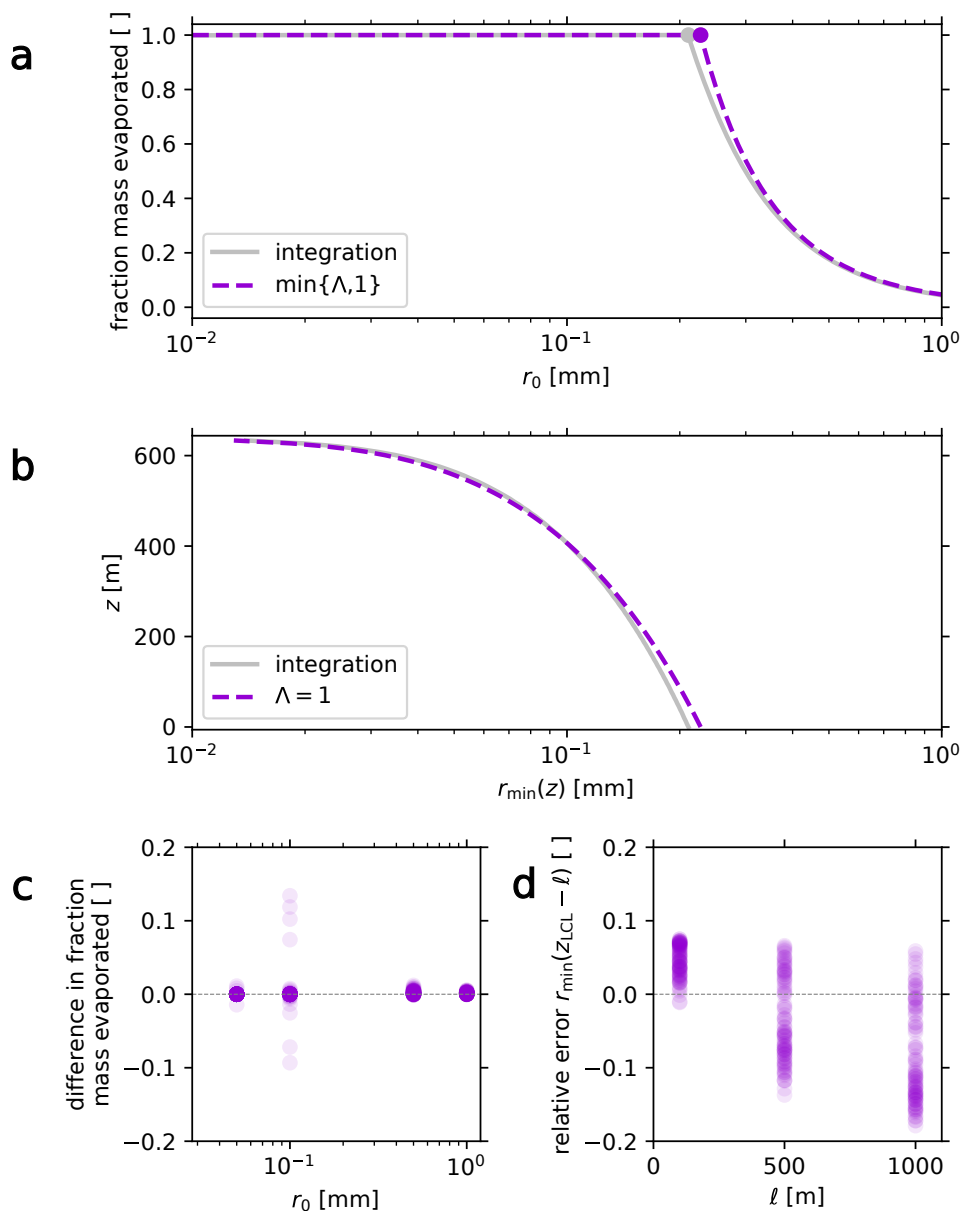 a
fraction mass evaporated [ ]
1.0
0.8
0.6
0.4
0.2
0.0
integration
min{Λ,1}
10⁻²
10⁻¹
10⁰
r₀ [mm]
b
z [m]
600
400
200
0
integration
Λ = 1
10⁻²
10⁻¹
10⁰
r_min(z) [mm]
c
difference in fraction
mass evaporated [ ]
0.2
0.1
0.0
−0.1
−0.2
10⁻¹
10⁰
r₀ [mm]
d
relative error r_min(z_LCL − ℓ) [ ]
0.2
0.1
0.0
−0.1
−0.2
0
500
1000
ℓ [m]